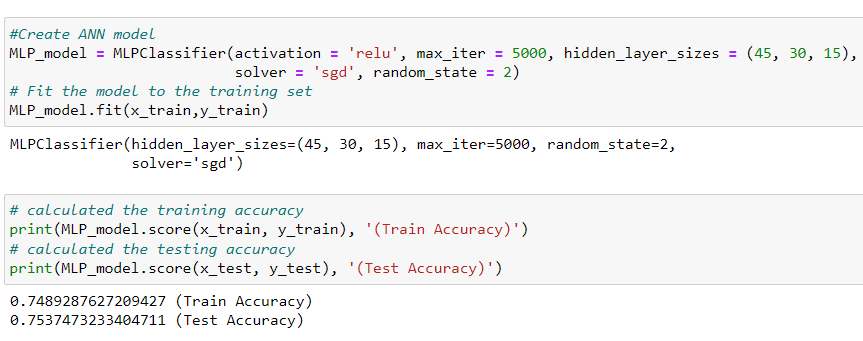 #Create ANN model
MLP_model = MLPClassifier(activation = 'relu', max_iter = 5000, hidden_layer_sizes = (45, 30, 15),
                          solver = 'sgd', random_state = 2)
# Fit the model to the training set
MLP_model.fit(x_train,y_train)
MLPClassifier(hidden_layer_sizes=(45, 30, 15), max_iter=5000, random_state=2,
              solver='sgd')
# calculated the training accuracy
print(MLP_model.score(x_train, y_train), '(Train Accuracy)')
# calculated the testing accuracy
print(MLP_model.score(x_test, y_test), '(Test Accuracy)')
0.7489287627209427 (Train Accuracy)
0.7537473233404711 (Test Accuracy)